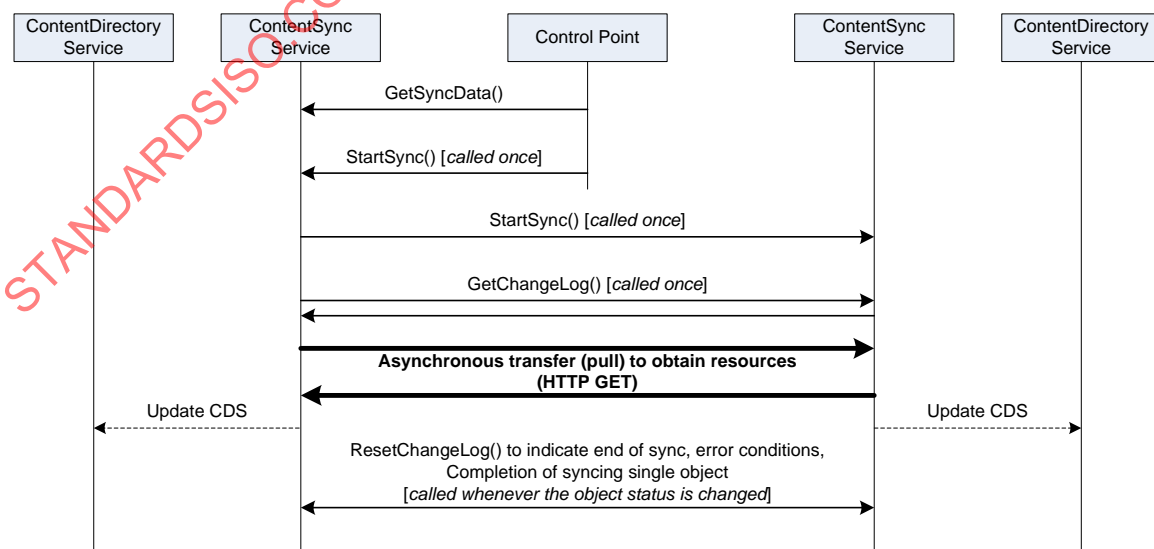 ContentDirectory
Service
ContentSync
Service
Control Point
ContentSync
Service
ContentDirectory
Service
GetSyncData()
StartSync() [called once]
StartSync() [called once]
GetChangeLog() [called once]
Asynchronous transfer (pull) to obtain resources
(HTTP GET)
Update CDS
Update CDS
ResetChangeLog() to indicate end of sync, error conditions,
Completion of syncing single object
[called whenever the object status is changed]
STANDARDSISO.CO